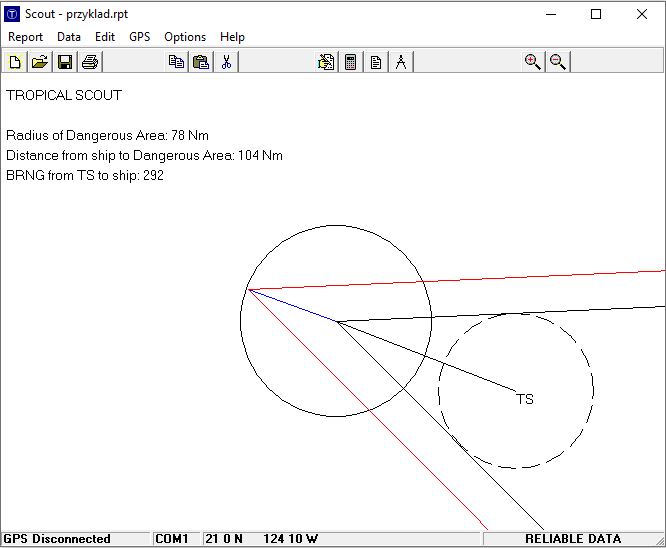 Scout - przyklad.rpt
Report Data Edit GPS Options Help
TROPICAL SCOUT
Radius of Dangerous Area: 78 Nm
Distance from ship to Dangerous Area: 104 Nm
BRNG from TS to ship: 292
TS
GPS Disconnected COM1 21 0 N 124 10 W RELIABLE DATA